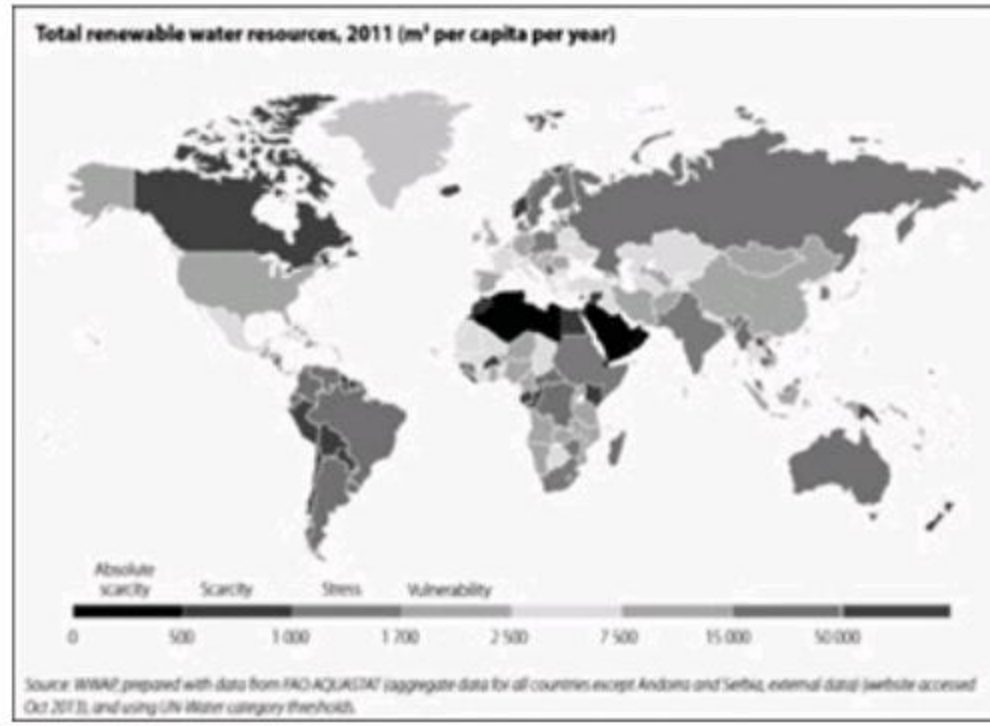 Total renewable water resources, 2011 (m³ per capita per year)
Absolute
scarcity Scarcity Stress Vulnerability
0 500 1 000 1 700 2 500 7 500 15 000 50 000
Source: WWAP, prepared with data from FAO AQUASTAT (aggregate data for all countries except Andorra and Serbia, external data) (website accessed
Oct 2013), and using UN-Water category thresholds.